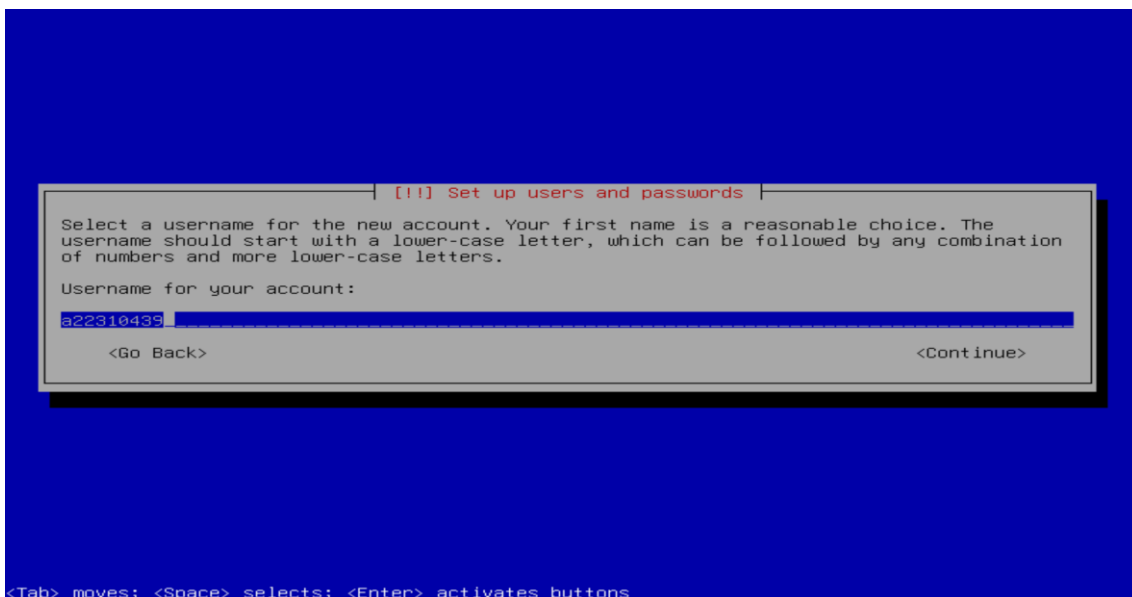 [!!] Set up users and passwords
Select a username for the new account. Your first name is a reasonable choice. The
username should start with a lower-case letter, which can be followed by any combination
of numbers and more lower-case letters.
Username for your account:
a22310439
<Go Back> <Continue>
<Tab> moves; <Space> selects; <Enter> activates buttons